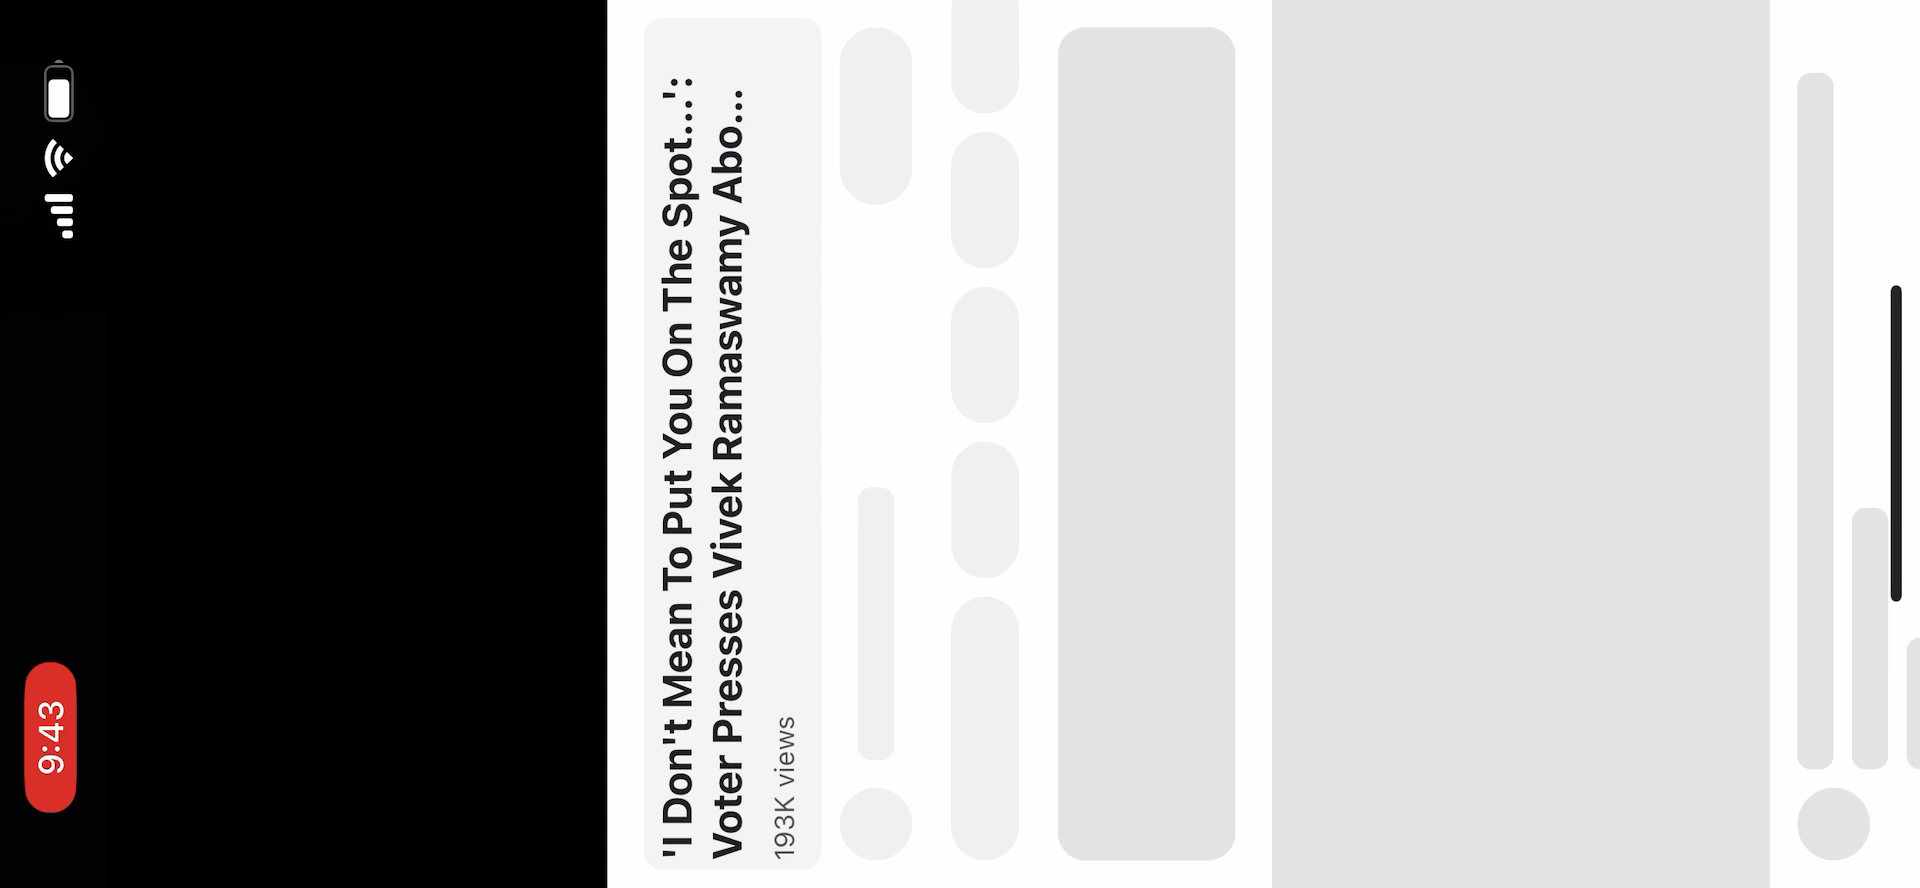 9:43
'I Don't Mean To Put You On The Spot...':
Voter Presses Vivek Ramaswamy Abo...
193K views